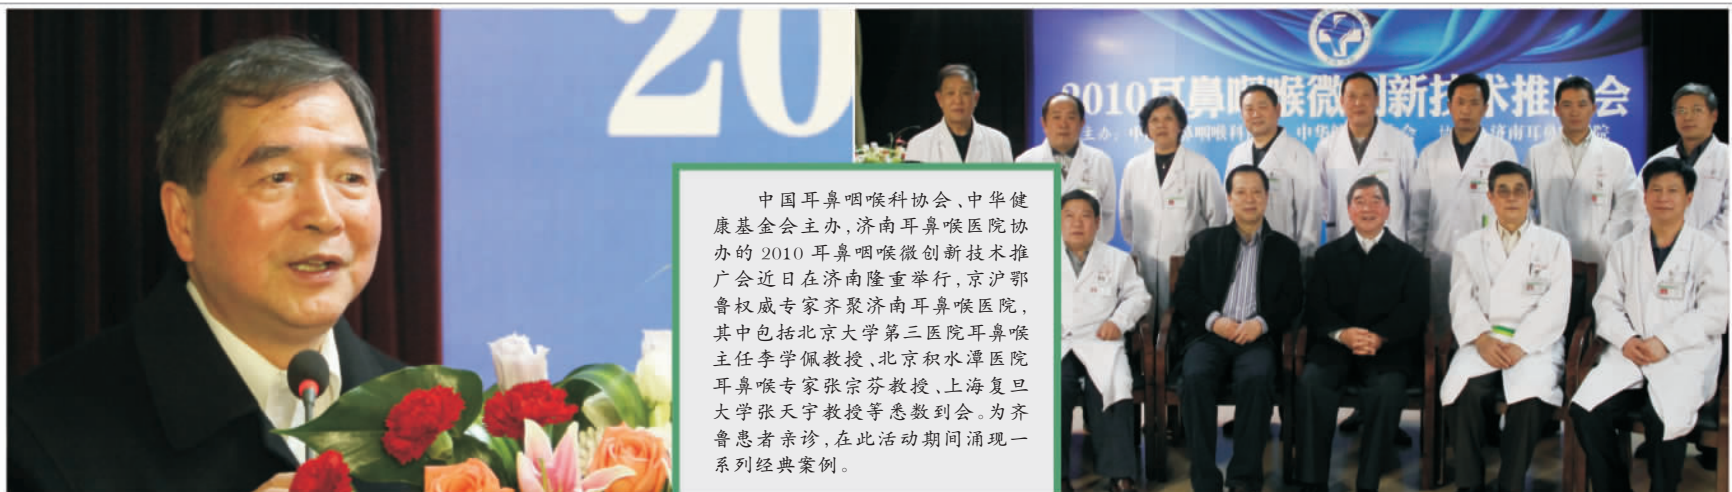 20
2010耳鼻咽喉微创新技术推广会
中国耳鼻咽喉科协会、中华健
康基金会主办,济南耳鼻喉医院协
办的 2010 耳鼻咽喉微创新技术推
广会近日在济南隆重举行,京沪鄂
鲁权威专家齐聚济南耳鼻喉医院,
其中包括北京大学第三医院耳鼻喉
主任李学佩教授、北京积水潭医院
耳鼻喉专家张宗芬教授、上海复旦
大学张天宇教授等悉数到会。为齐
鲁患者亲诊,在此活动期间涌现一
系列经典案例。